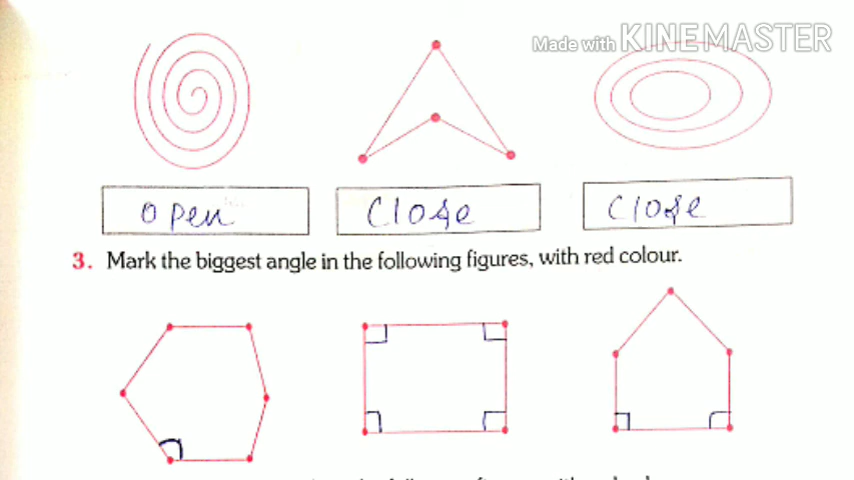 Made with KINEMASTER
Open Close Close
3. Mark the biggest angle in the following figures, with red colour.